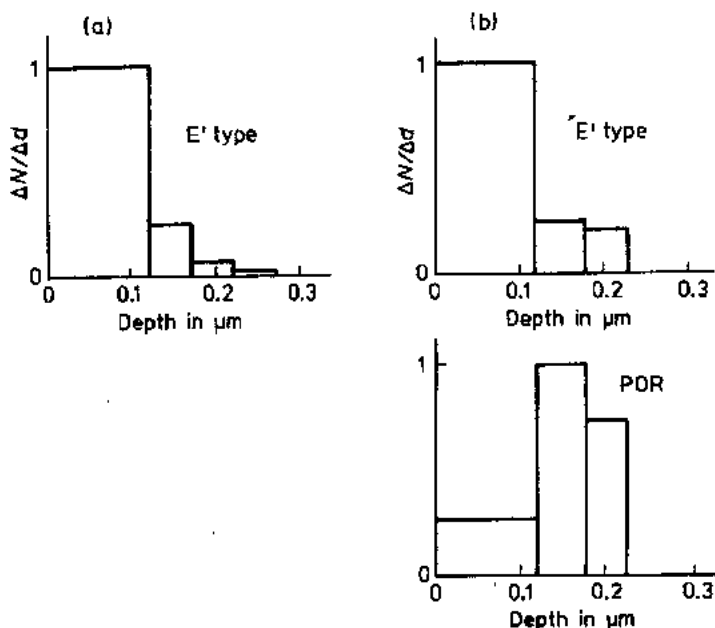 (a)
1
E' type
ΔN/Δd
0
0 0.1 0.2 0.3
Depth in µm
(b)
1
E' type
ΔN/Δd
0
0 0.1 0.2 0.3
Depth in µm
1
POR
0
0 0.1 0.2 0.3
Depth in µm